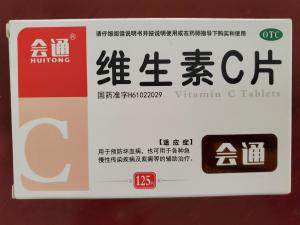 请仔细阅读说明书并按说明使用或在药师指导下购买和使用
OTC
会通
HUITONG
维生素C片
国药准字H61022029
Vitamin C Tablets
C
【适应症】
用于预防坏血病，也可用于各种急
慢性传染疾病及紫癜等的辅助治疗。
会通
125片